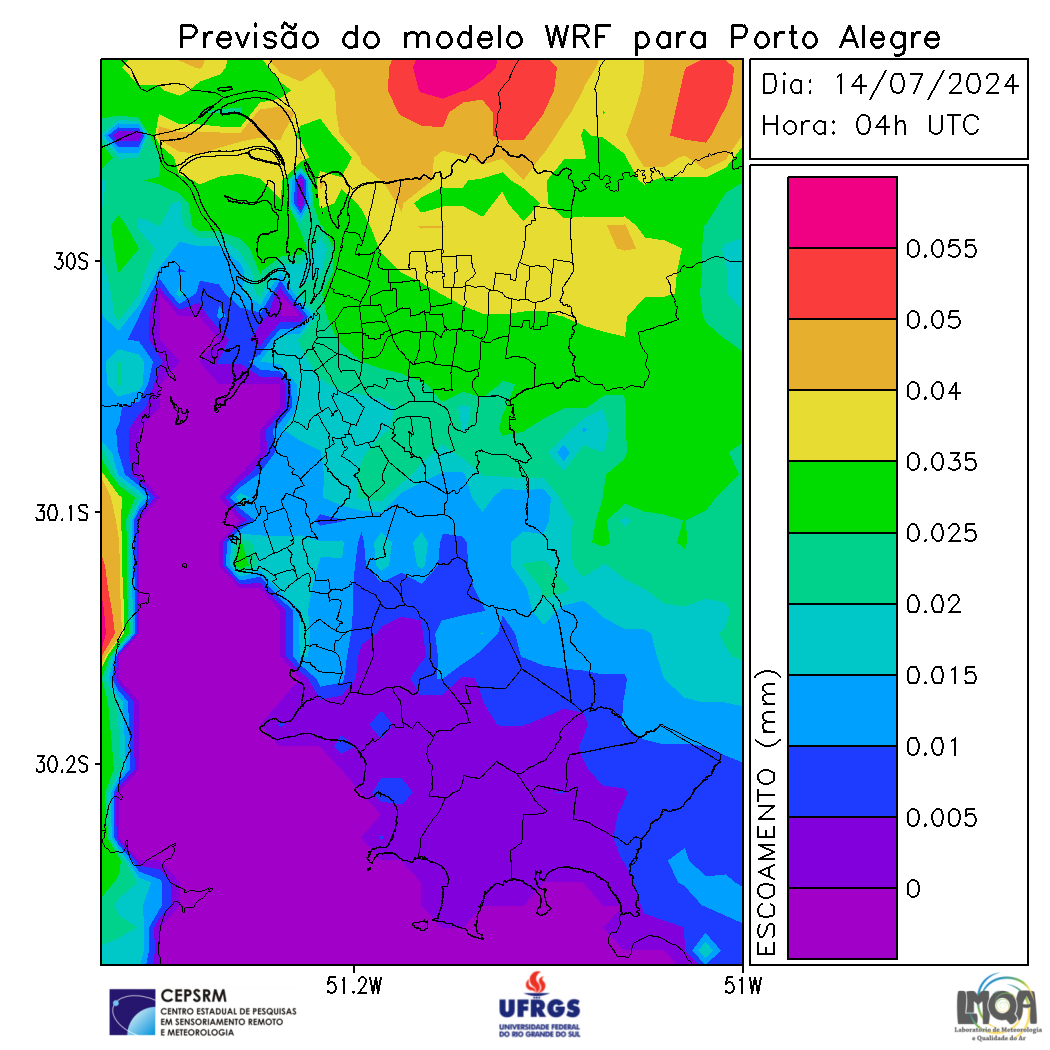 Previsão do modelo WRF para Porto Alegre
Dia: 14/07/2024
Hora: 04h UTC
30S
30.1S
30.2S
51.2W
51W
ESCOAMENTO (mm)
0.055
0.05
0.04
0.035
0.025
0.02
0.015
0.01
0.005
0
CEPSRM
CENTRO ESTADUAL DE PESQUISAS
EM SENSORIAMENTO REMOTO
E METEOROLOGIA
UFRGS
UNIVERSIDADE FEDERAL
DO RIO GRANDE DO SUL
LMQA
Laboratório de Meteorologia
e Qualidade do Ar